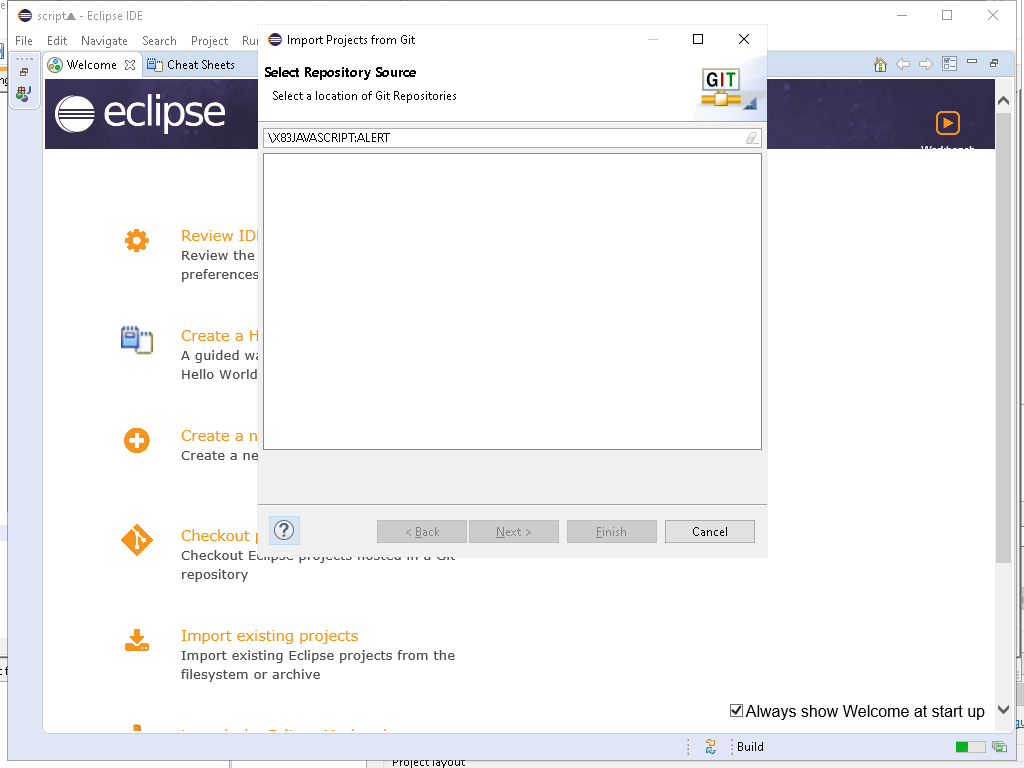 script - Eclipse IDE
File Edit Navigate Search Project
Welcome
Cheat Sheets
eclipse
Import Projects from Git
Select Repository Source
Select a location of Git Repositories
GIT
\X83JAVASCRIPT:ALERT
Review
Review the
preferences
Create a
A guided
Hello World
Create a
Create a
Checkout
Checkout Eclipse projects hosted in a Git
repository
Import existing projects
Import existing Eclipse projects from the
filesystem or archive
?
< Back
Next >
Finish
Cancel
Always show Welcome at start up
Build
Project layout